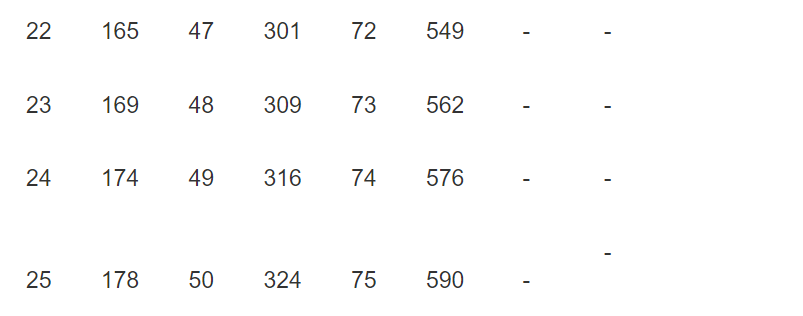 22 165 47 301 72 549 - -
23 169 48 309 73 562 - -
24 174 49 316 74 576 - -
-
25 178 50 324 75 590 -